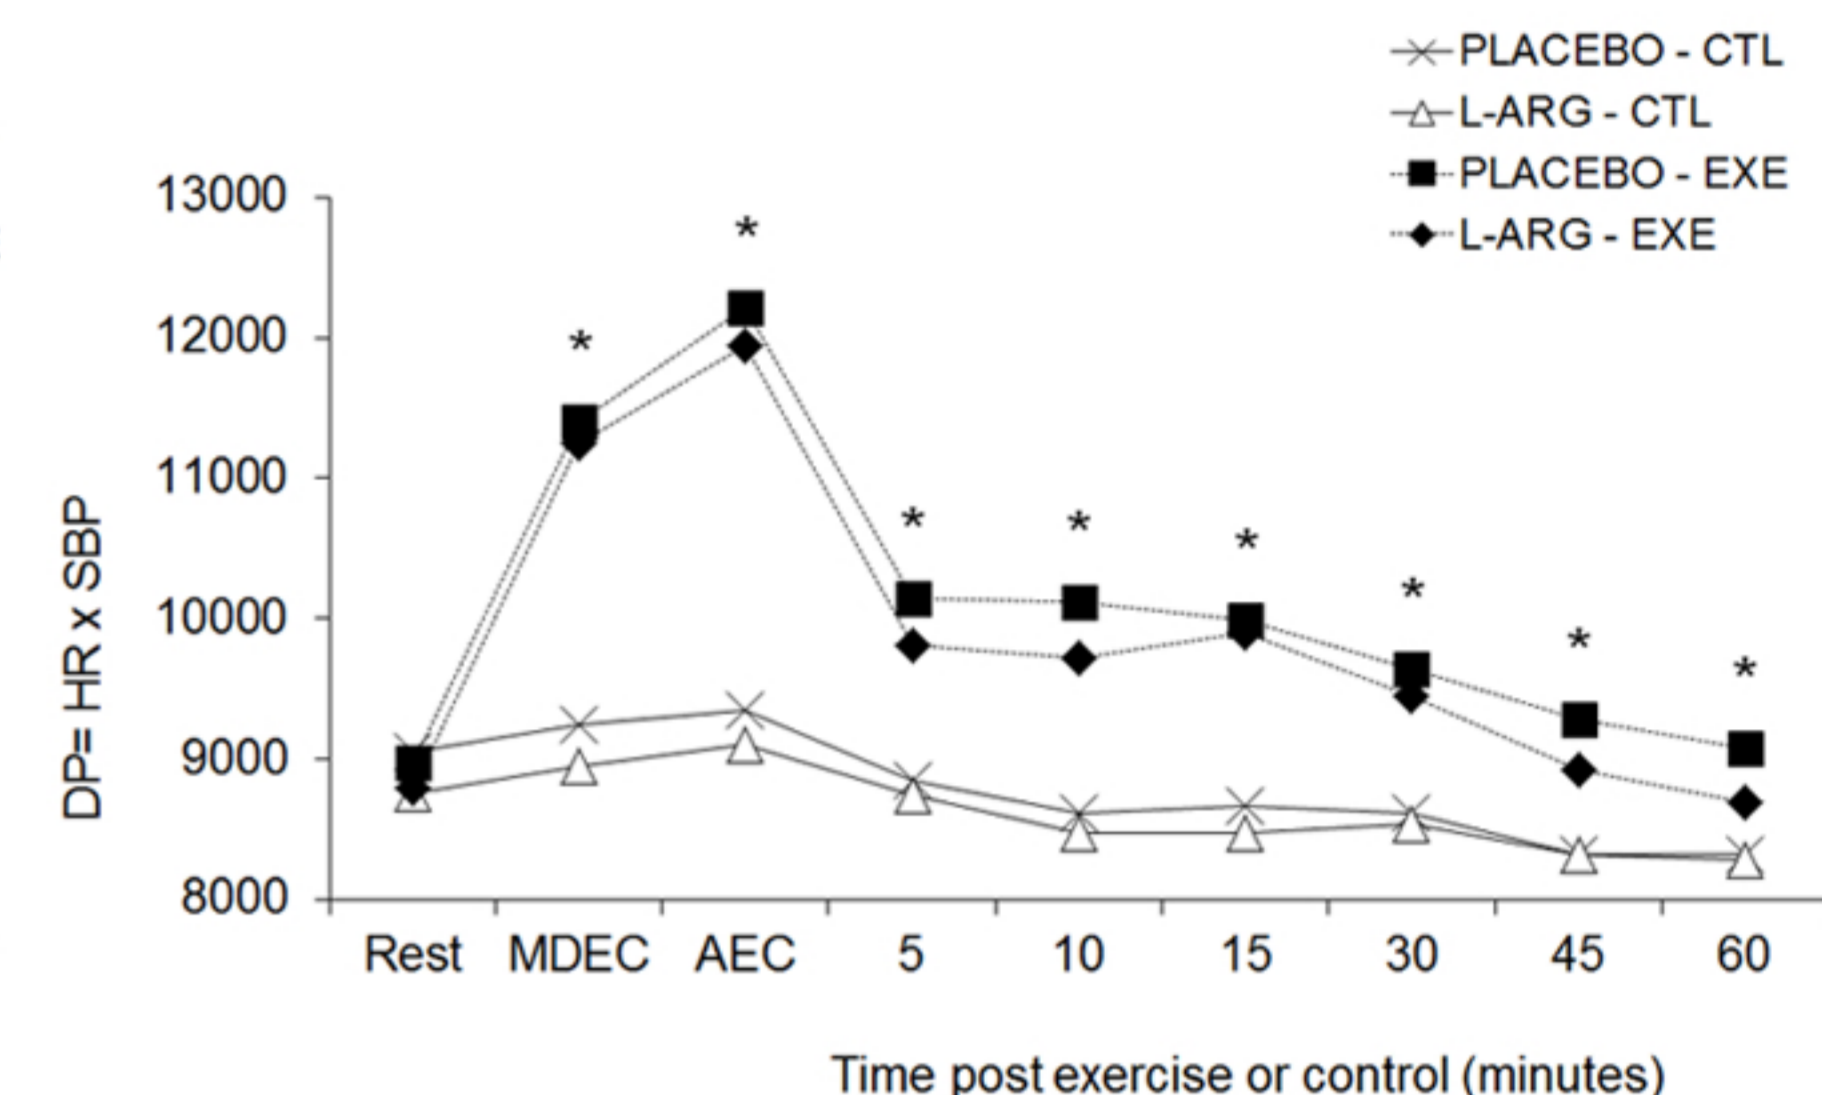 PLACEBO - CTL
L-ARG - CTL
PLACEBO - EXE
L-ARG - EXE
13000
*
*
12000
11000
*
*
*
*
*
*
10000
9000
8000
DP= HR x SBP
Rest MDEC AEC 5 10 15 30 45 60
Time post exercise or control (minutes)